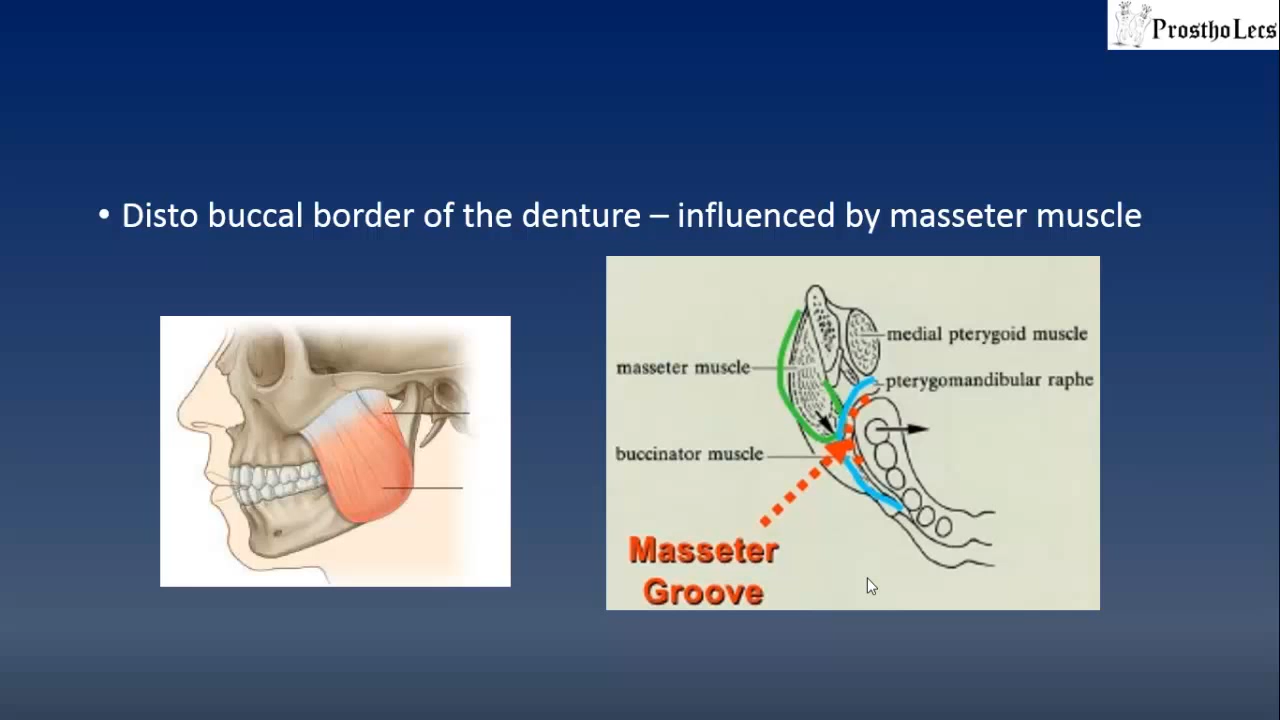 ProsthoLecs
• Disto buccal border of the denture – influenced by masseter muscle
medial pterygoid muscle
masseter muscle
pterygomandibular raphe
buccinator muscle
Masseter
Groove